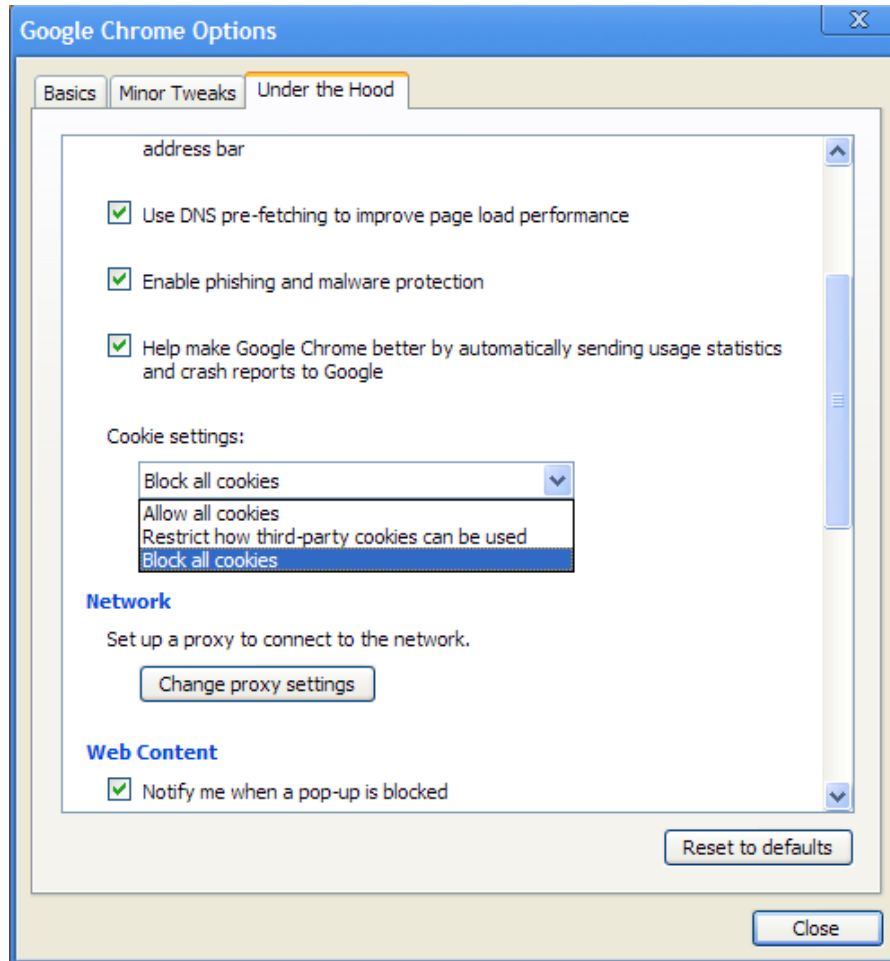 Google Chrome Options
Basics
Minor Tweaks
Under the Hood
address bar
Use DNS pre-fetching to improve page load performance
Enable phishing and malware protection
Help make Google Chrome better by automatically sending usage statistics
and crash reports to Google
Cookie settings:
Block all cookies
Allow all cookies
Restrict how third-party cookies can be used
Block all cookies
Network
Set up a proxy to connect to the network.
Change proxy settings
Web Content
Notify me when a pop-up is blocked
Reset to defaults
Close